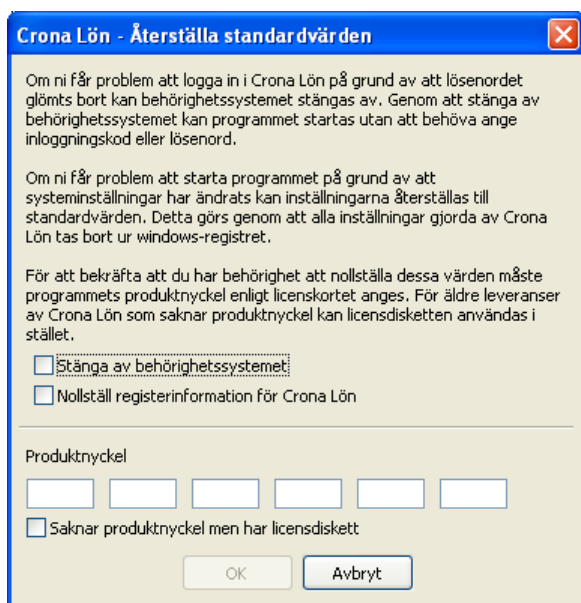 Crona Lön - Återställa standardvärden
Om ni får problem att logga in i Crona Lön på grund av att lösenordet
glömts bort kan behörighetssystemet stängas av. Genom att stänga av
behörighetssystemet kan programmet startas utan att behöva ange
inloggningskod eller lösenord.
Om ni får problem att starta programmet på grund av att
systeminställningar har ändrats kan inställningarna återställas till
standardvärden. Detta görs genom att alla inställningar gjorda av Crona
Lön tas bort ur windows-registret.
För att bekräfta att du har behörighet att nollställa dessa värden måste
programmets produktnyckel enligt licenskortet anges. För äldre leveranser
av Crona Lön som saknar produktnyckel kan licensdisketten användas i
stället.
Stänga av behörighetssystemet
Nollställ registerinformation för Crona Lön
Produktnyckel
Saknar produktnyckel men har licensdiskett
OK Avbryt